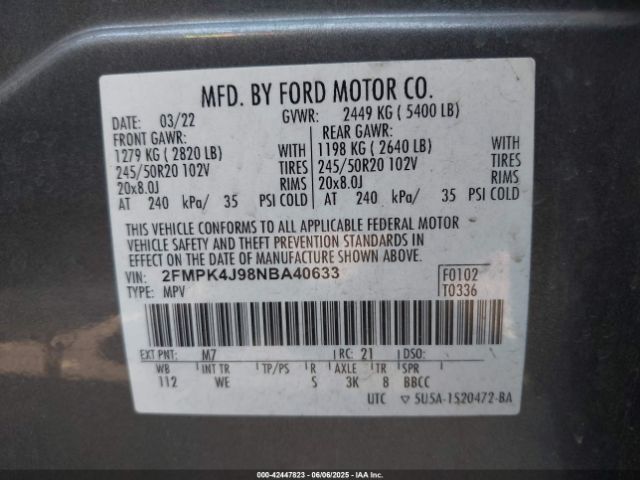 MFD. BY FORD MOTOR CO.
DATE: 03/22 GVWR: 2449 KG ( 5400 LB)
FRONT GAWR: REAR GAWR:
1279 KG ( 2820 LB) WITH 1198 KG ( 2640 LB) WITH
245/50R20 102V TIRES 245/50R20 102V TIRES
20x8.0J RIMS 20x8.0J RIMS
AT 240 kPa/ 35 PSI COLD AT 240 kPa/ 35 PSI COLD
THIS VEHICLE CONFORMS TO ALL APPLICABLE FEDERAL MOTOR
VEHICLE SAFETY AND THEFT PREVENTION STANDARDS IN
EFFECT ON THE DATE OF MANUFACTURE SHOWN ABOVE.
VIN: 2FMPK4J98NBA40633 F0102
TYPE: MPV T0336
EXT PNT: M7 RC: 21 DSO:
WB INT TR TP/PS R AXLE TR SPR
112 WE S 3K 8 BBCC
UTC 5U5A-1520472-BA
000-42447823 - 06/06/2025 - IAA Inc.